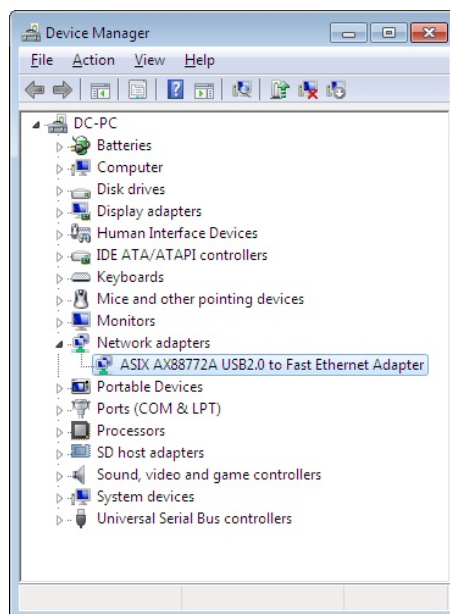 Device Manager
File Action View Help
DC-PC
Batteries
Computer
Disk drives
Display adapters
Human Interface Devices
IDE ATA/ATAPI controllers
Keyboards
Mice and other pointing devices
Monitors
Network adapters
ASIX AX88772A USB2.0 to Fast Ethernet Adapter
Portable Devices
Ports (COM & LPT)
Processors
SD host adapters
Sound, video and game controllers
System devices
Universal Serial Bus controllers